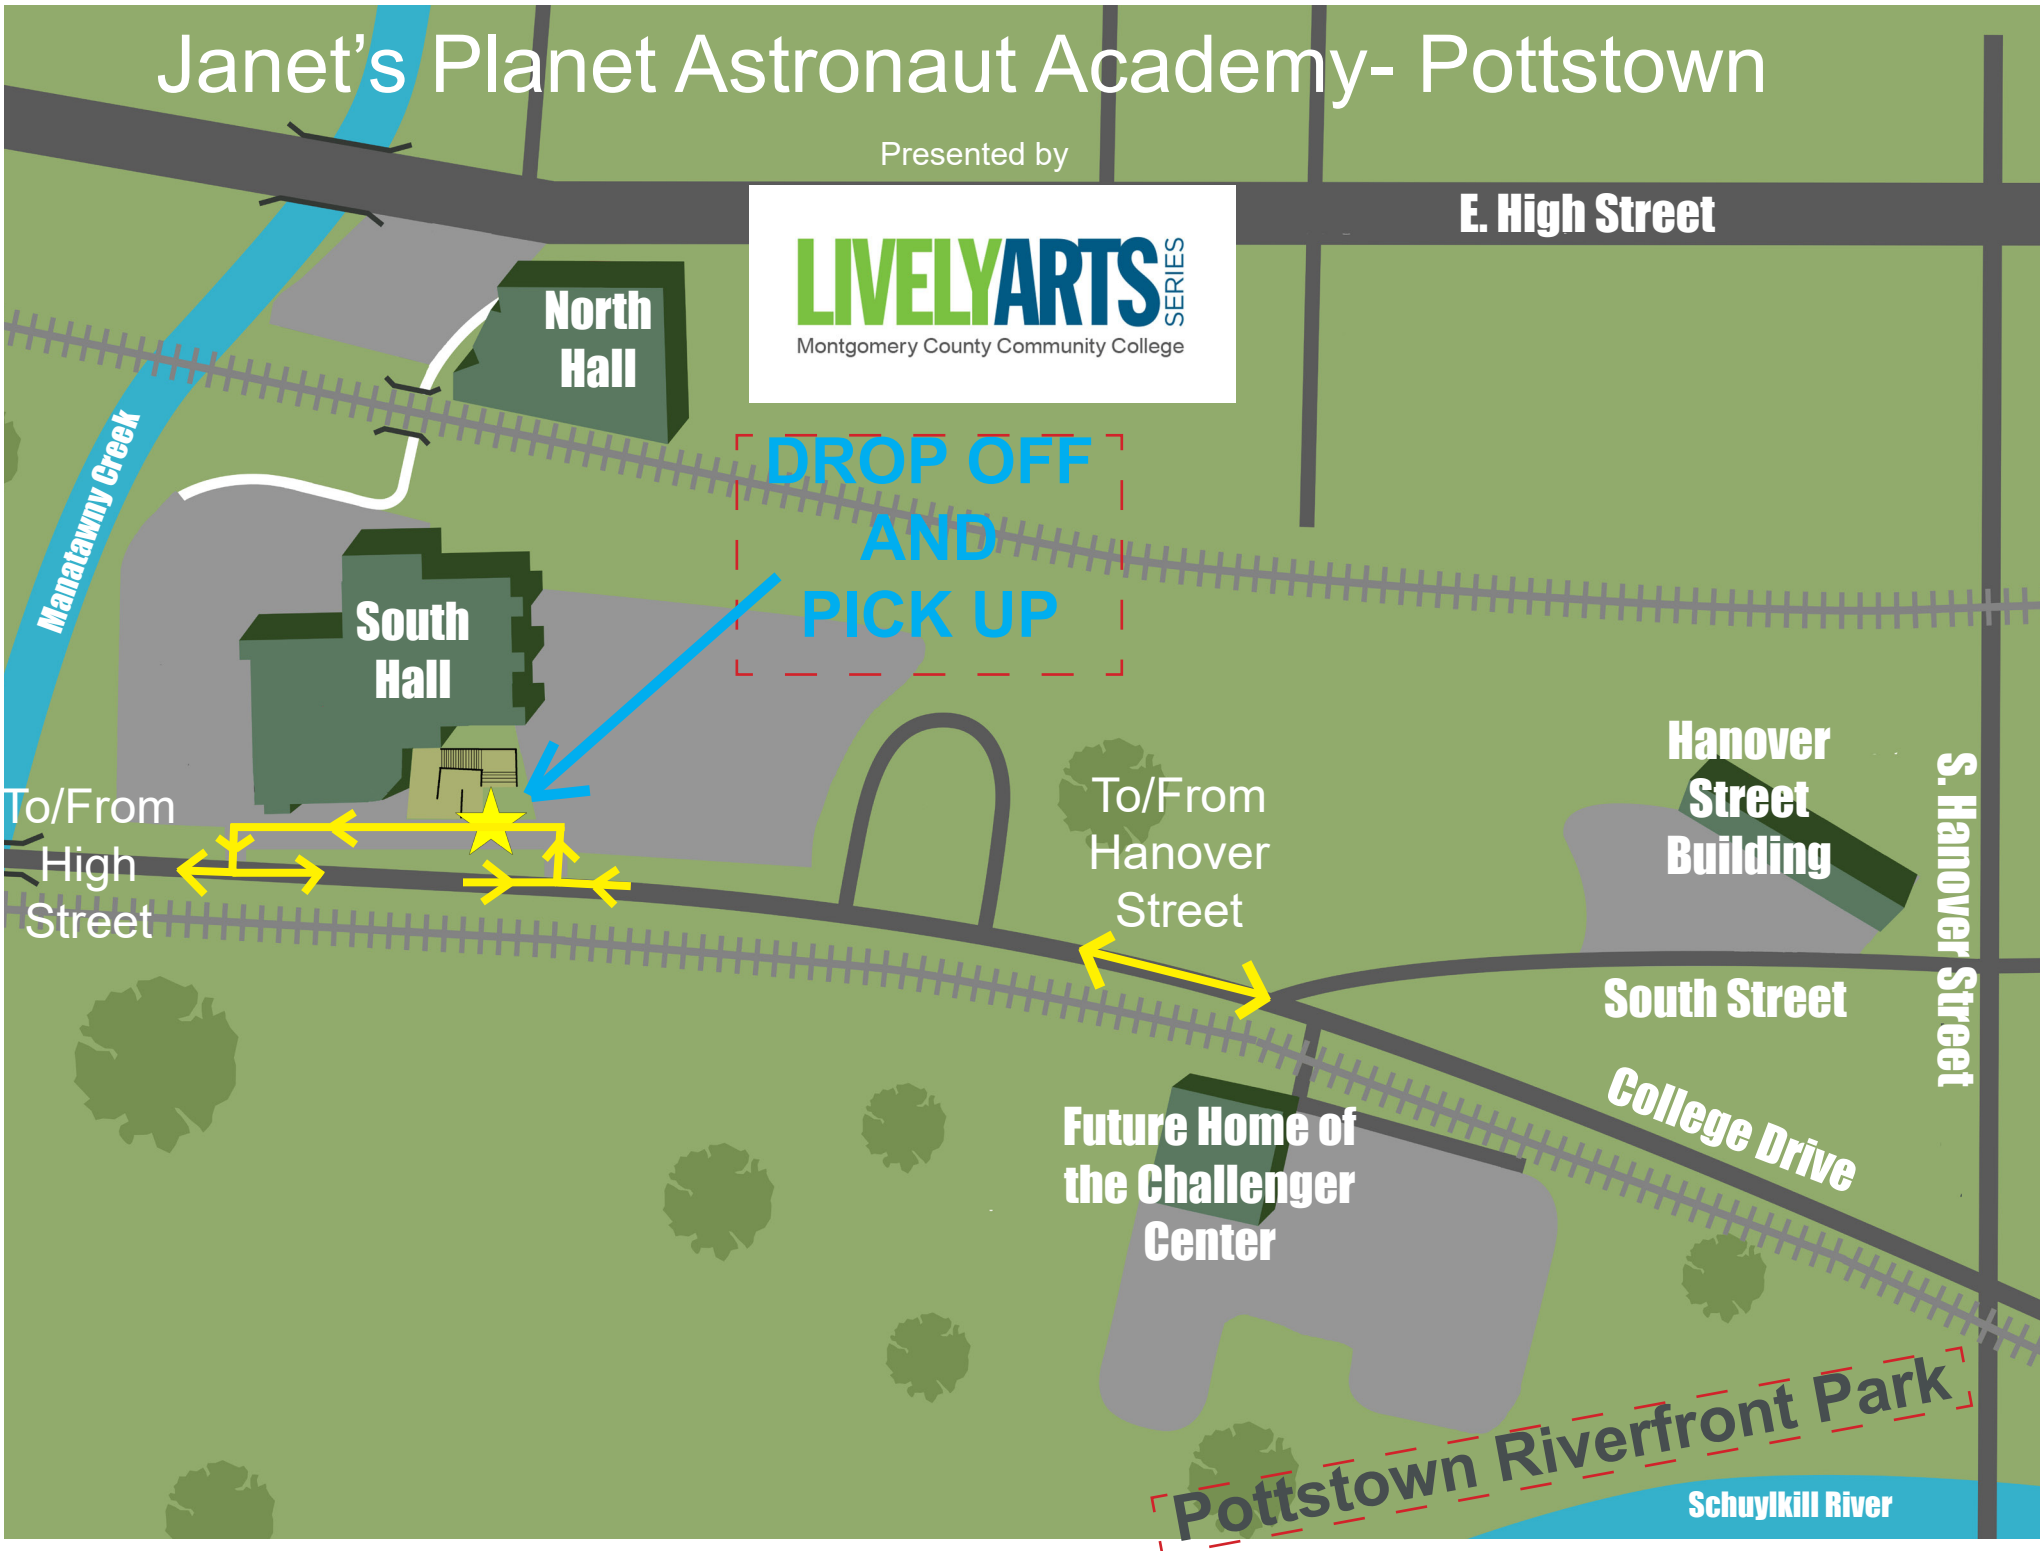 Janet’s Planet Astronaut Academy- Pottstown
Presented by
LIVELYARTS SERIES
Montgomery County Community College
E. High Street
North
Hall
DROP OFF
AND
PICK UP
Manatawny Creek
South
Hall
To/From
High
Street
To/From
Hanover
Street
Hanover
Street
Building
S. Hanover Street
South Street
College Drive
Future Home of
the Challenger
Center
Pottstown Riverfront Park
Schuylkill River